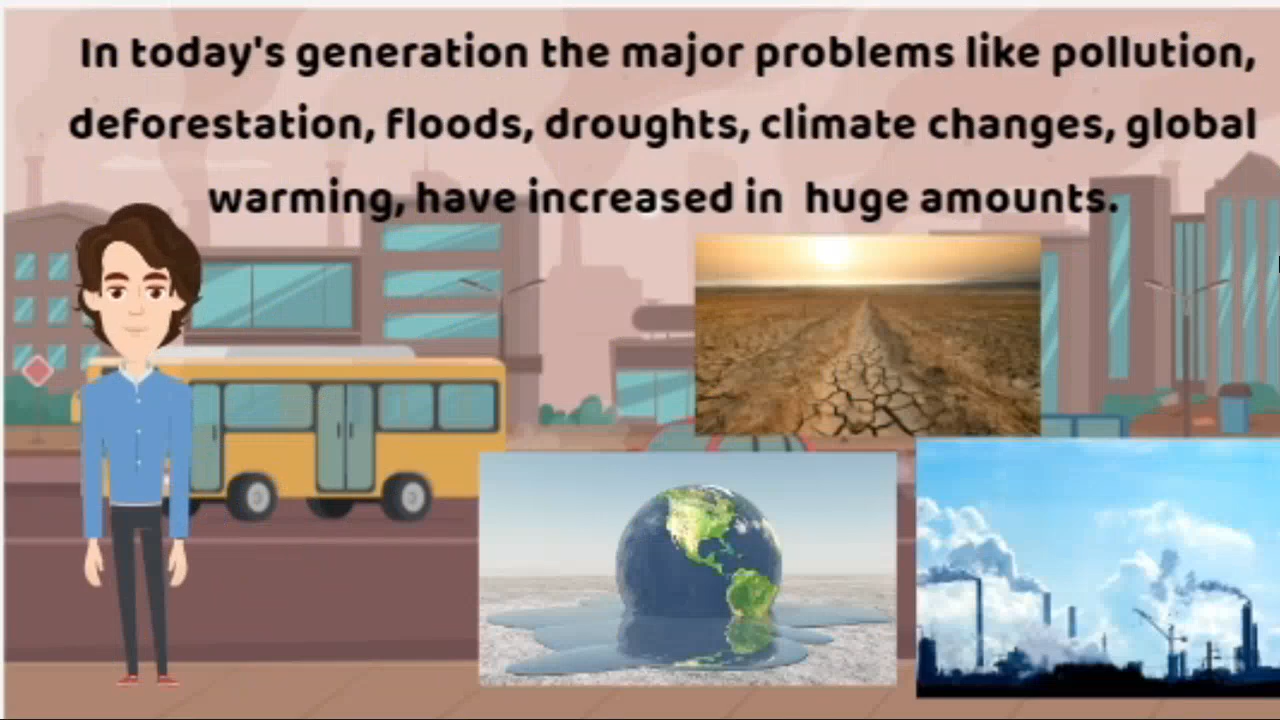 In today's generation the major problems like pollution,
deforestation, floods, droughts, climate changes, global
warming, have increased in  huge amounts.